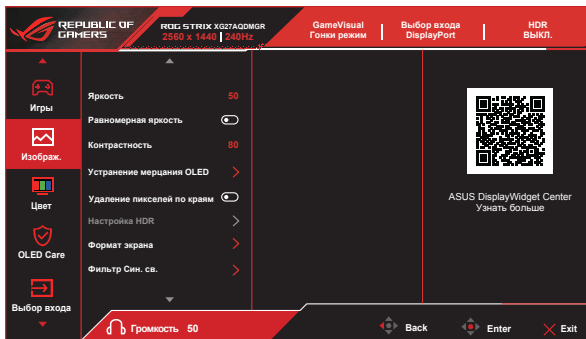 REPUBLIC OF
GAMERS
ROG STRIX XG27AQDMGR
2560 x 1440 240Hz
GameVisual
Гонки режим
Выбор входа
DisplayPort
HDR
ВЫКЛ.
Игры
Изображ.
Цвет
OLED Care
Выбор входа
Яркость 50
Равномерная яркость
Контрастность 80
Устранение мерцания OLED
Удаление пикселей по краям
Настройка HDR
Формат экрана
Фильтр Син. св.
ASUS DisplayWidget Center
Узнать больше
Громкость 50
Back
Enter
Exit